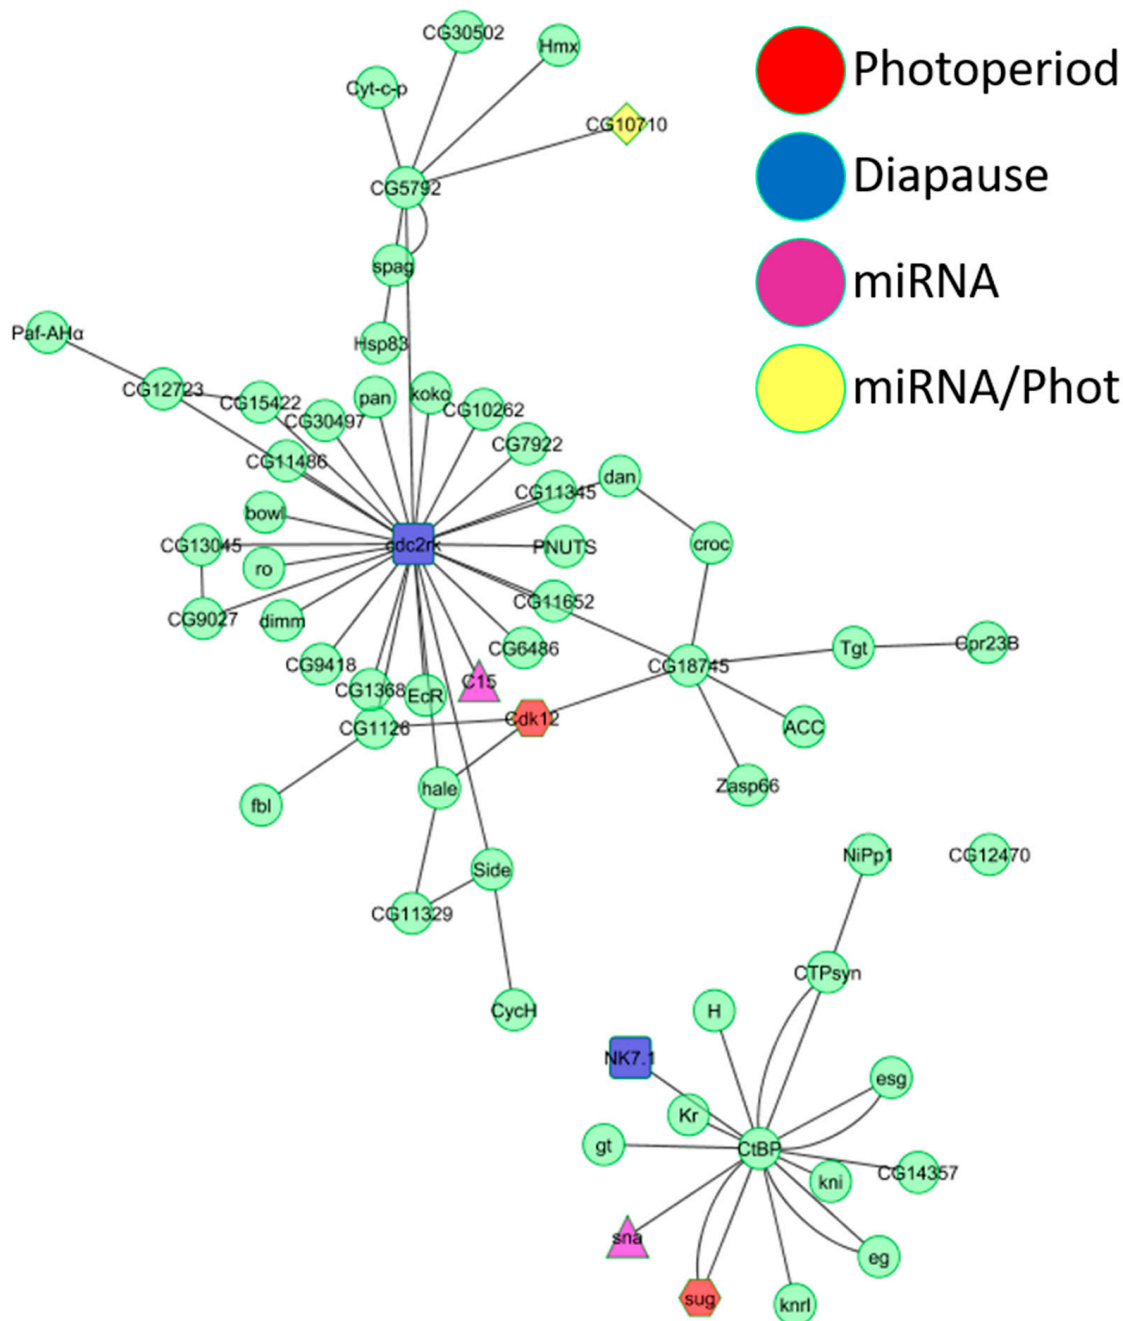 CG30502
Hmx
Cyt-c-p
CG10710
CG5792
spag
Hsp83
Paf-AHα
CG12723
CG15422
CG30497
pan
koko
CG10262
CG7922
CG11486
dan
CG11345
bowl
croc
CG13045
cdc2rk
PNUTS
ro
CG11652
CG9027
dimm
CG6486
Tgt
Cpr23B
CG9418
CG18745
C15
CG1368
EcR
Cdk12
CG1126
ACC
hale
Zasp66
fbl
Side
CG11329
CycH
Photoperiod
Diapause
miRNA
miRNA/Phot
NiPp1
CG12470
CTPsyn
H
NK7.1
esg
Kr
gt
CtBP
CG14357
kni
sna
eg
sug
knrl